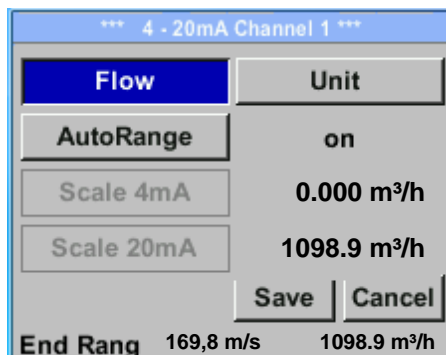 *** 4 - 20mA Channel 1 ***
Flow Unit
AutoRange on
Scale 4mA 0.000 m³/h
Scale 20mA 1098.9 m³/h
Save Cancel
End Rang 169,8 m/s 1098.9 m³/h